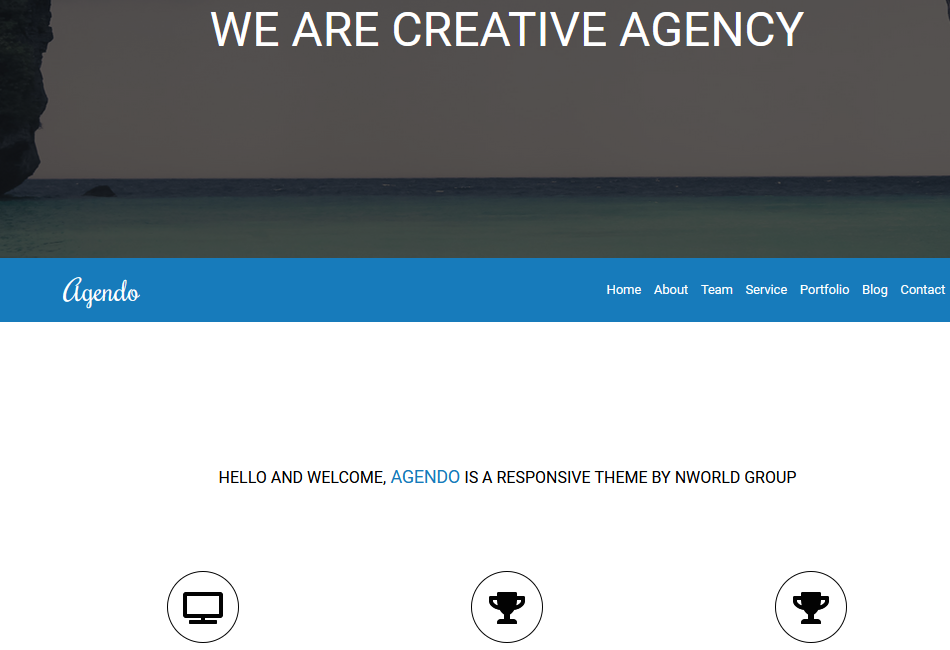 WE ARE CREATIVE AGENCY
Agendo
Home About Team Service Portfolio Blog Contact
HELLO AND WELCOME, AGENDO IS A RESPONSIVE THEME BY NWORLD GROUP